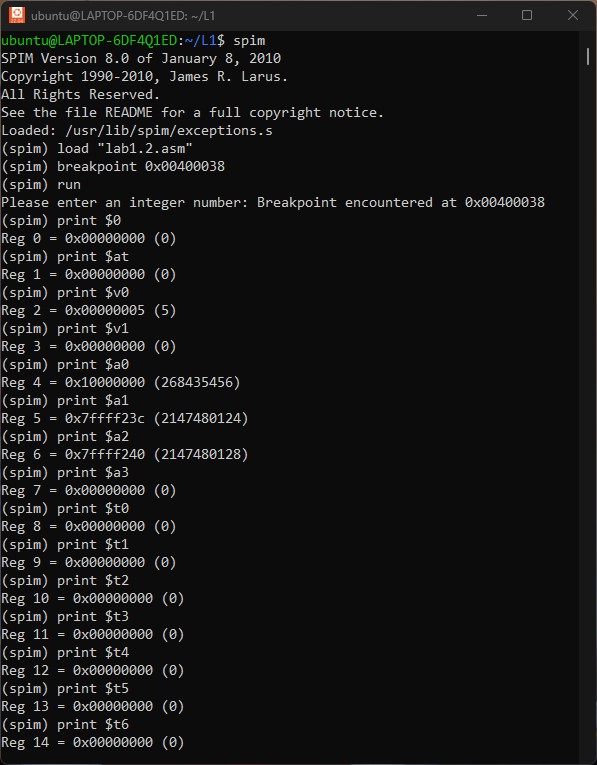 ubuntu@LAPTOP-6DF4Q1ED: ~/L1
ubuntu@LAPTOP-6DF4Q1ED:~/L1$ spim
SPIM Version 8.0 of January 8, 2010
Copyright 1990-2010, James R. Larus.
All Rights Reserved.
See the file README for a full copyright notice.
Loaded: /usr/lib/spim/exceptions.s
(spim) load "lab1.2.asm"
(spim) breakpoint 0x00400038
(spim) run
Please enter an integer number: Breakpoint encountered at 0x00400038
(spim) print $0
Reg 0 = 0x00000000 (0)
(spim) print $at
Reg 1 = 0x00000000 (0)
(spim) print $v0
Reg 2 = 0x00000005 (5)
(spim) print $v1
Reg 3 = 0x00000000 (0)
(spim) print $a0
Reg 4 = 0x10000000 (268435456)
(spim) print $a1
Reg 5 = 0x7ffff23c (2147480124)
(spim) print $a2
Reg 6 = 0x7ffff240 (2147480128)
(spim) print $a3
Reg 7 = 0x00000000 (0)
(spim) print $t0
Reg 8 = 0x00000000 (0)
(spim) print $t1
Reg 9 = 0x00000000 (0)
(spim) print $t2
Reg 10 = 0x00000000 (0)
(spim) print $t3
Reg 11 = 0x00000000 (0)
(spim) print $t4
Reg 12 = 0x00000000 (0)
(spim) print $t5
Reg 13 = 0x00000000 (0)
(spim) print $t6
Reg 14 = 0x00000000 (0)